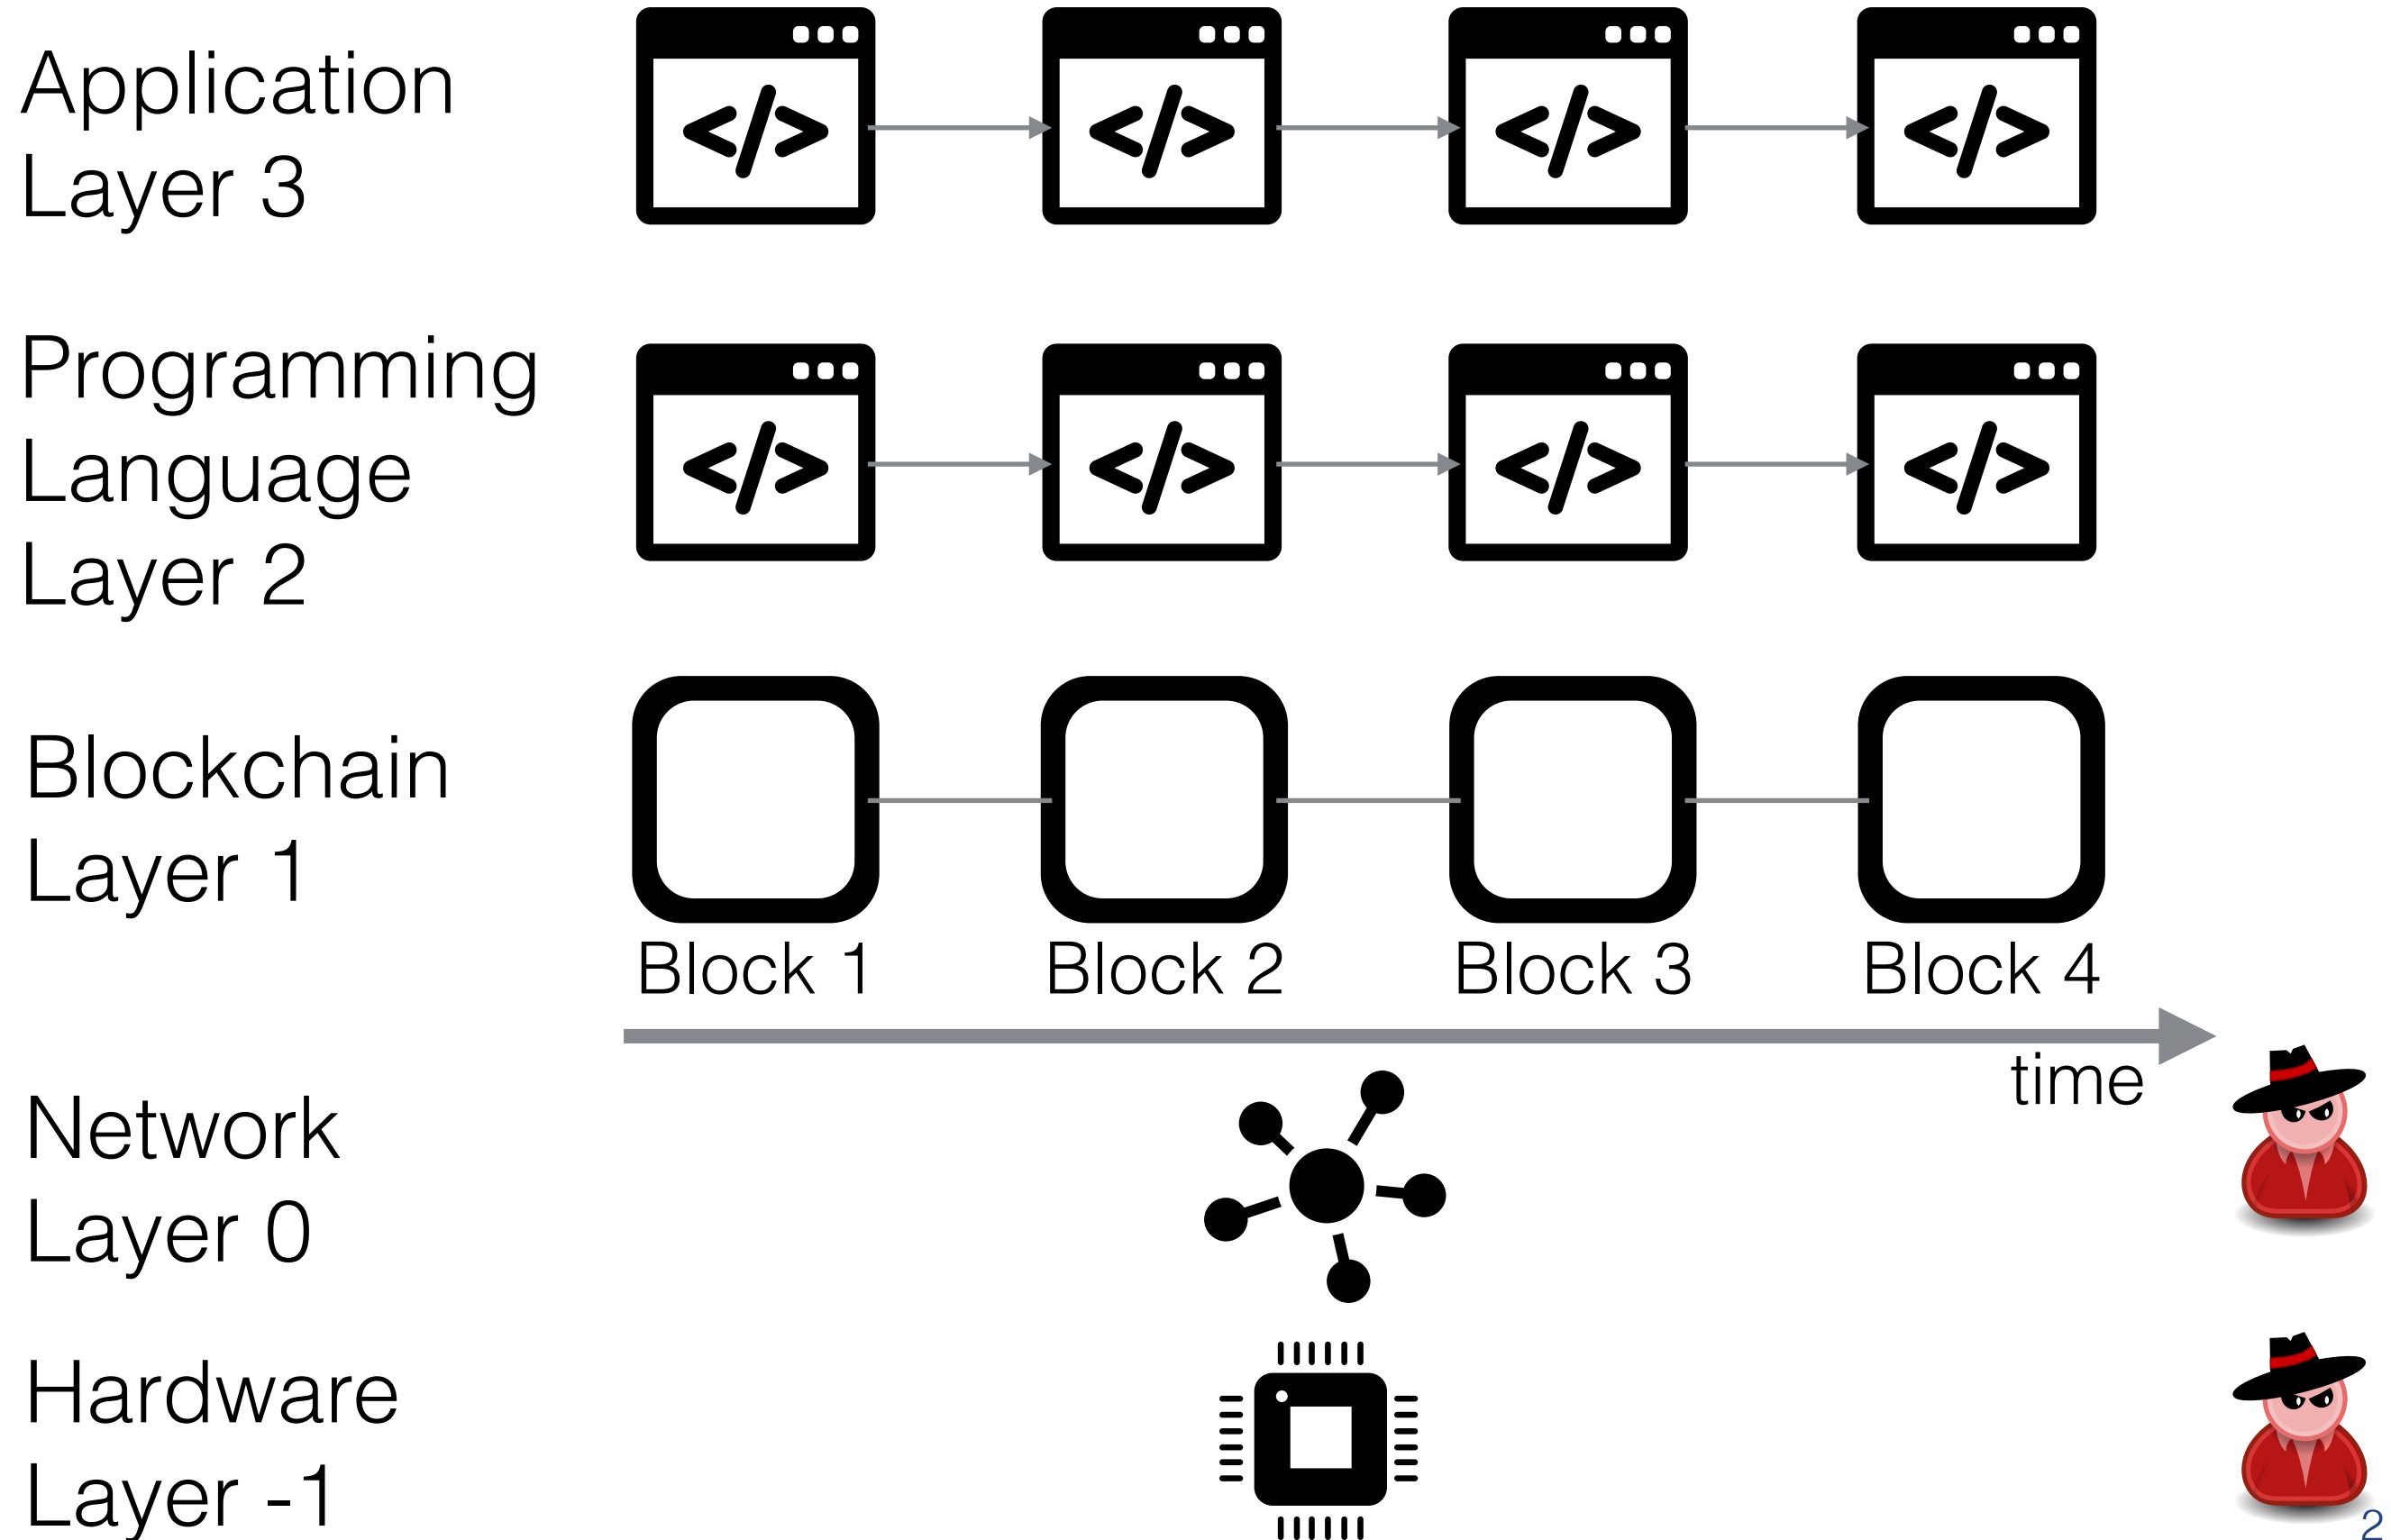 Application
Layer 3
</>
</>
</>
</>
Programming
Language
Layer 2
</>
</>
</>
</>
Blockchain
Layer 1
Block 1
Block 2
Block 3
Block 4
time
Network
Layer 0
Hardware
Layer -1
2